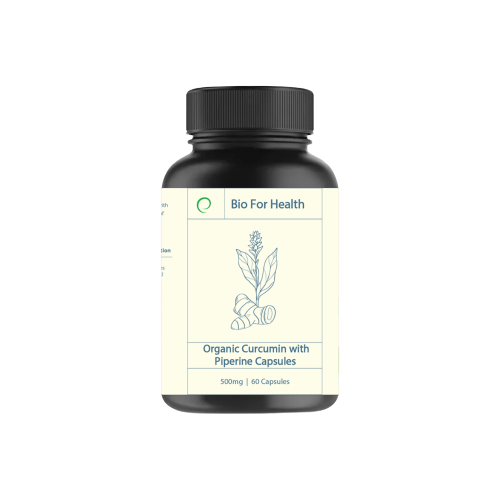 Bio For Health
Organic Curcumin with
Piperine Capsules
500mg | 60 Capsules